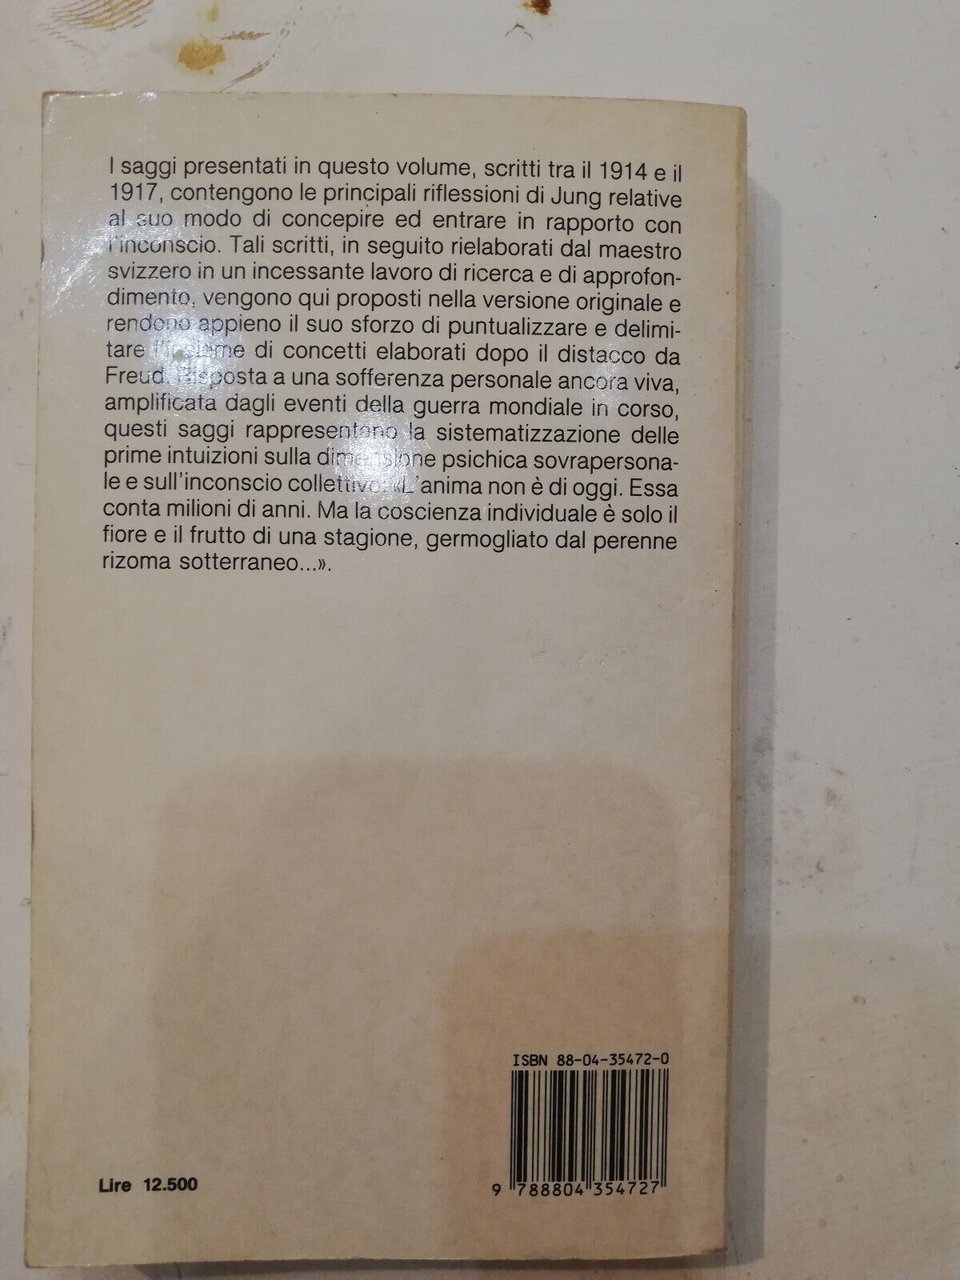 I saggi presentati in questo volume, scritti tra il 1914 e il
1917, contengono le principali riflessioni di Jung relative
al suo modo di concepire ed entrare in rapporto con
l'inconscio. Tali scritti, in seguito rielaborati dal maestro
svizzero in un incessante lavoro di ricerca e di approfon-
dimento, vengono qui proposti nella versione originale e
rendono appieno il suo sforzo di puntualizzare e delimi-
tare l'insieme di concetti elaborati dopo il distacco da
Freud. Risposta a una sofferenza personale ancora viva,
amplificata dagli eventi della guerra mondiale in corso,
questi saggi rappresentano la sistematizzazione delle
prime intuizioni sulla dimensione psichica sovrapersona-
le e sull'inconscio collettivo: «L'anima non è di oggi. Essa
conta milioni di anni. Ma la coscienza individuale è solo il
fiore e il frutto di una stagione, germogliato dal perenne
rizoma sotterraneo...».
ISBN 88-04-35472-0
9 788804 354727
Lire 12.500